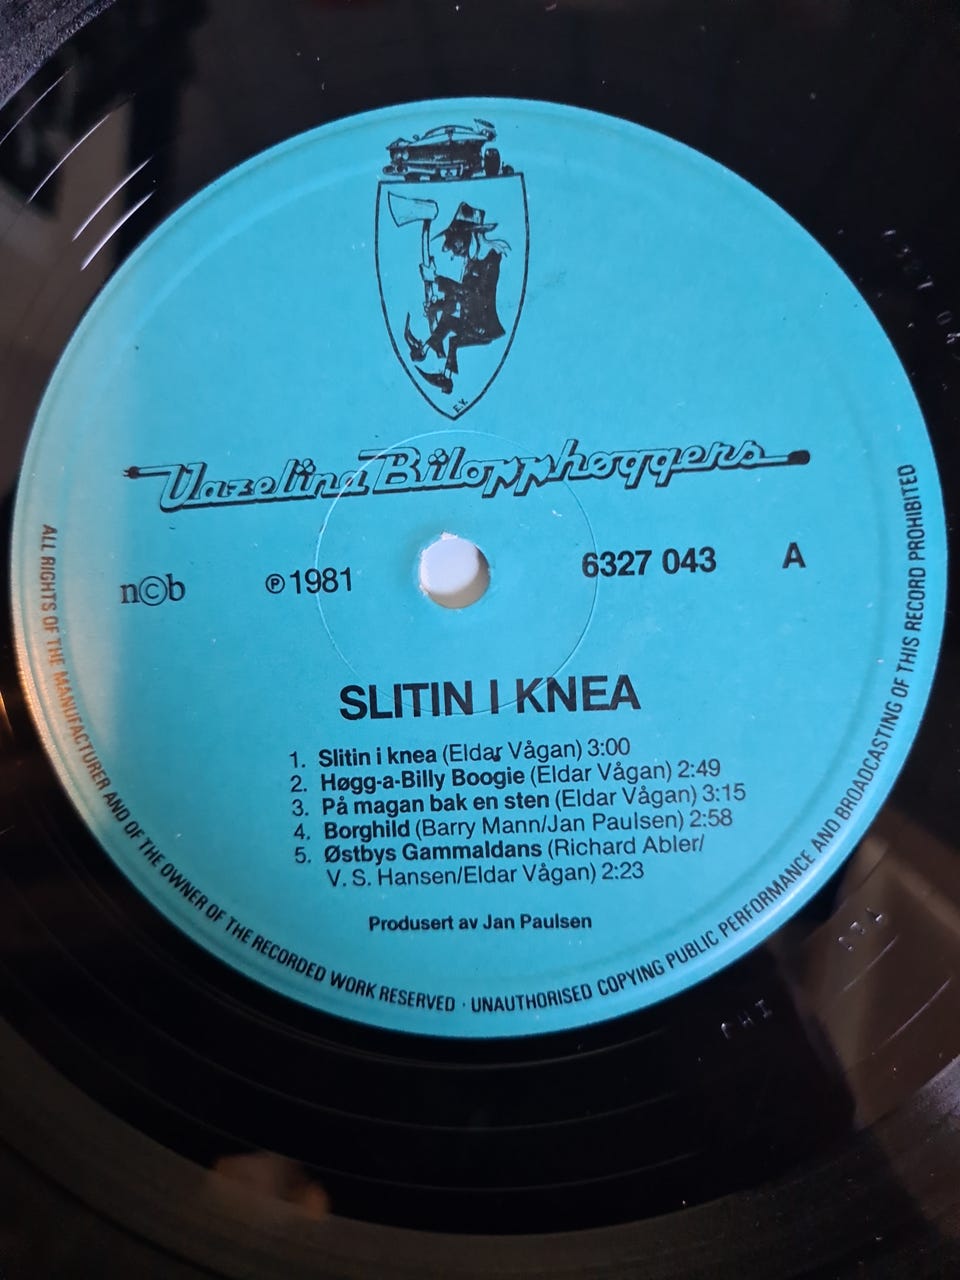 E.V.
Vazelina Bilopphøggers
n©b ℗1981 6327 043 A
SLITIN I KNEA
1. Slitin i knea (Eldar Vågan) 3:00
2. Høgg-a-Billy Boogie (Eldar Vågan) 2:49
3. På magan bak en sten (Eldar Vågan) 3:15
4. Borghild (Barry Mann/Jan Paulsen) 2:58
5. Østbys Gammaldans (Richard Abler/
V. S. Hansen/Eldar Vågan) 2:23
Produsert av Jan Paulsen
ALL RIGHTS OF THE MANUFACTURER AND OF THE OWNER OF THE RECORDED WORK RESERVED · UNAUTHORISED COPYING PUBLIC PERFORMANCE AND BROADCASTING OF THIS RECORD PROHIBITED